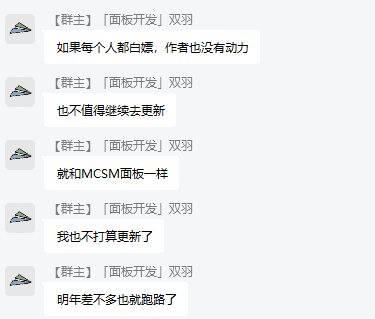 【群主】「面板开发」双羽
如果每个人都白嫖，作者也没有动力
【群主】「面板开发」双羽
也不值得继续去更新
【群主】「面板开发」双羽
就和MCSM面板一样
【群主】「面板开发」双羽
我也不打算更新了
【群主】「面板开发」双羽
明年差不多也就跑路了